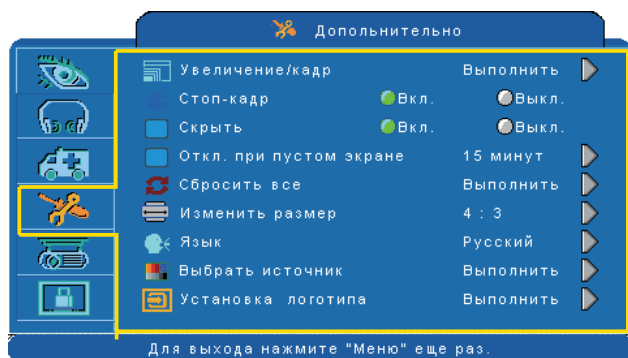 Допольнительно
Увеличение/кадр Выполнить
Стоп-кадр Вкл. Выкл.
Скрыть Вкл. Выкл.
Откл. при пустом экране 15 минут
Сбросить все Выполнить
Изменить размер 4 : 3
Язык Русский
Выбрать источник Выполнить
Установка логотипа Выполнить
Для выхода нажмите "Меню" еще раз.